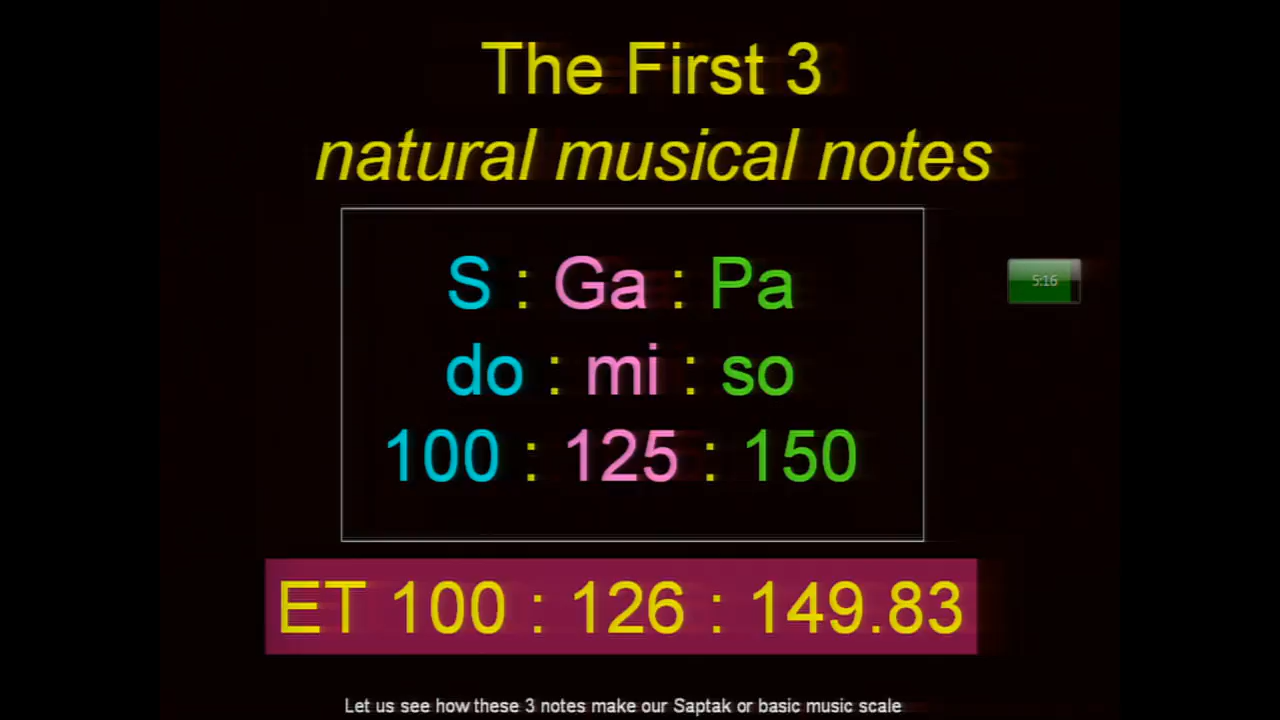 The First 3
natural musical notes
S : Ga : Pa
do : mi : so
100 : 125 : 150
5:16
ET 100 : 126 : 149.83
Let us see how these 3 notes make our Saptak or basic music scale